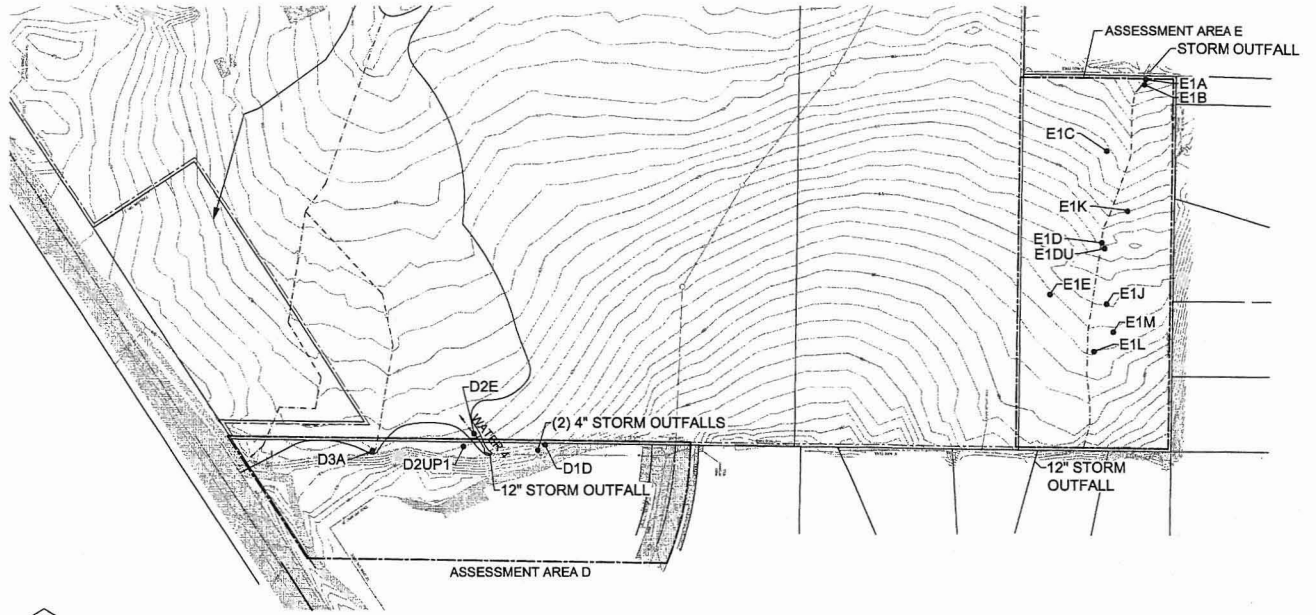 ASSESSMENT AREA E
STORM OUTFALL
E1A
E1B
E1C
E1K
E1D
E1DU
E1E
E1J
E1M
E1L
D2E
WATER 4
(2) 4" STORM OUTFALLS
D3A
D2UP1
D1D
12" STORM OUTFALL
12" STORM
OUTFALL
ASSESSMENT AREA D